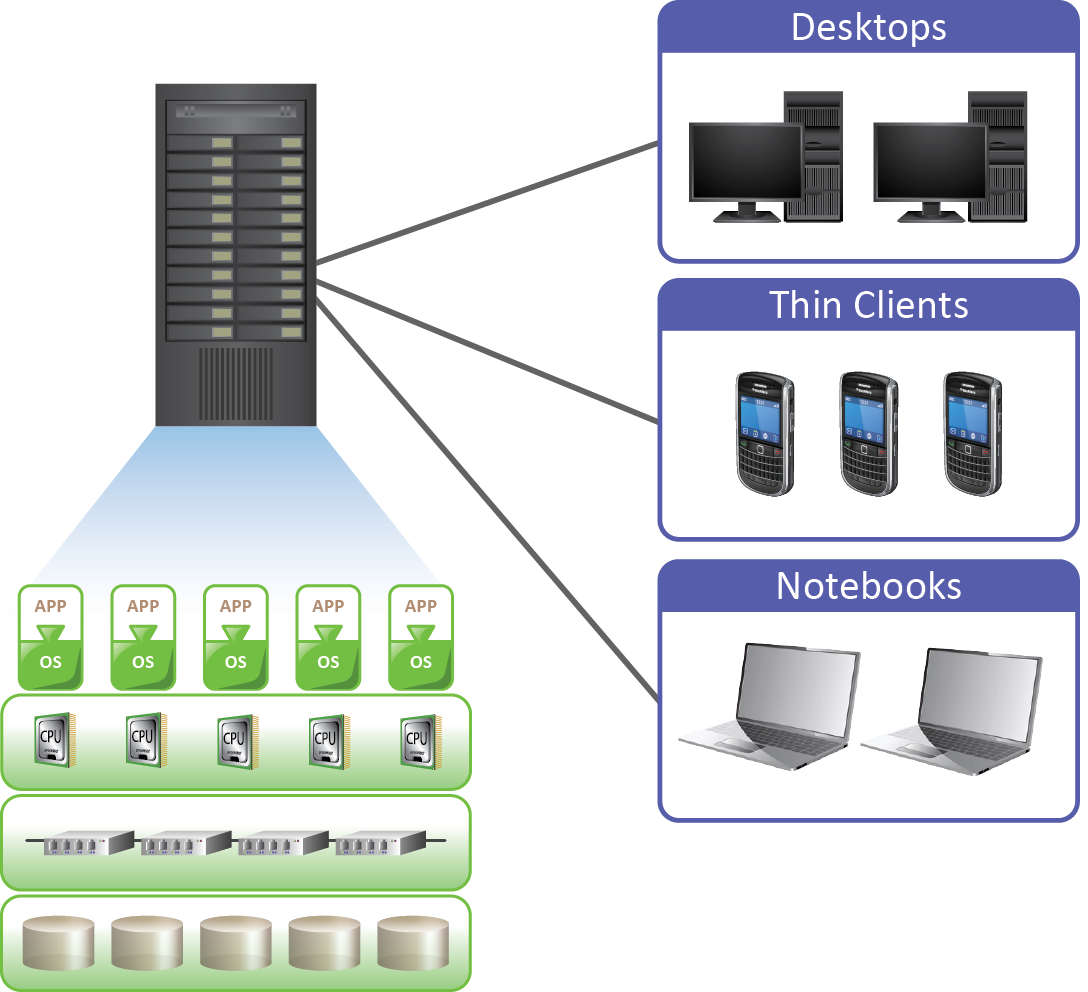 Desktops
Thin Clients
Notebooks
APP APP APP APP APP
OS OS OS OS OS
CPU CPU CPU CPU CPU